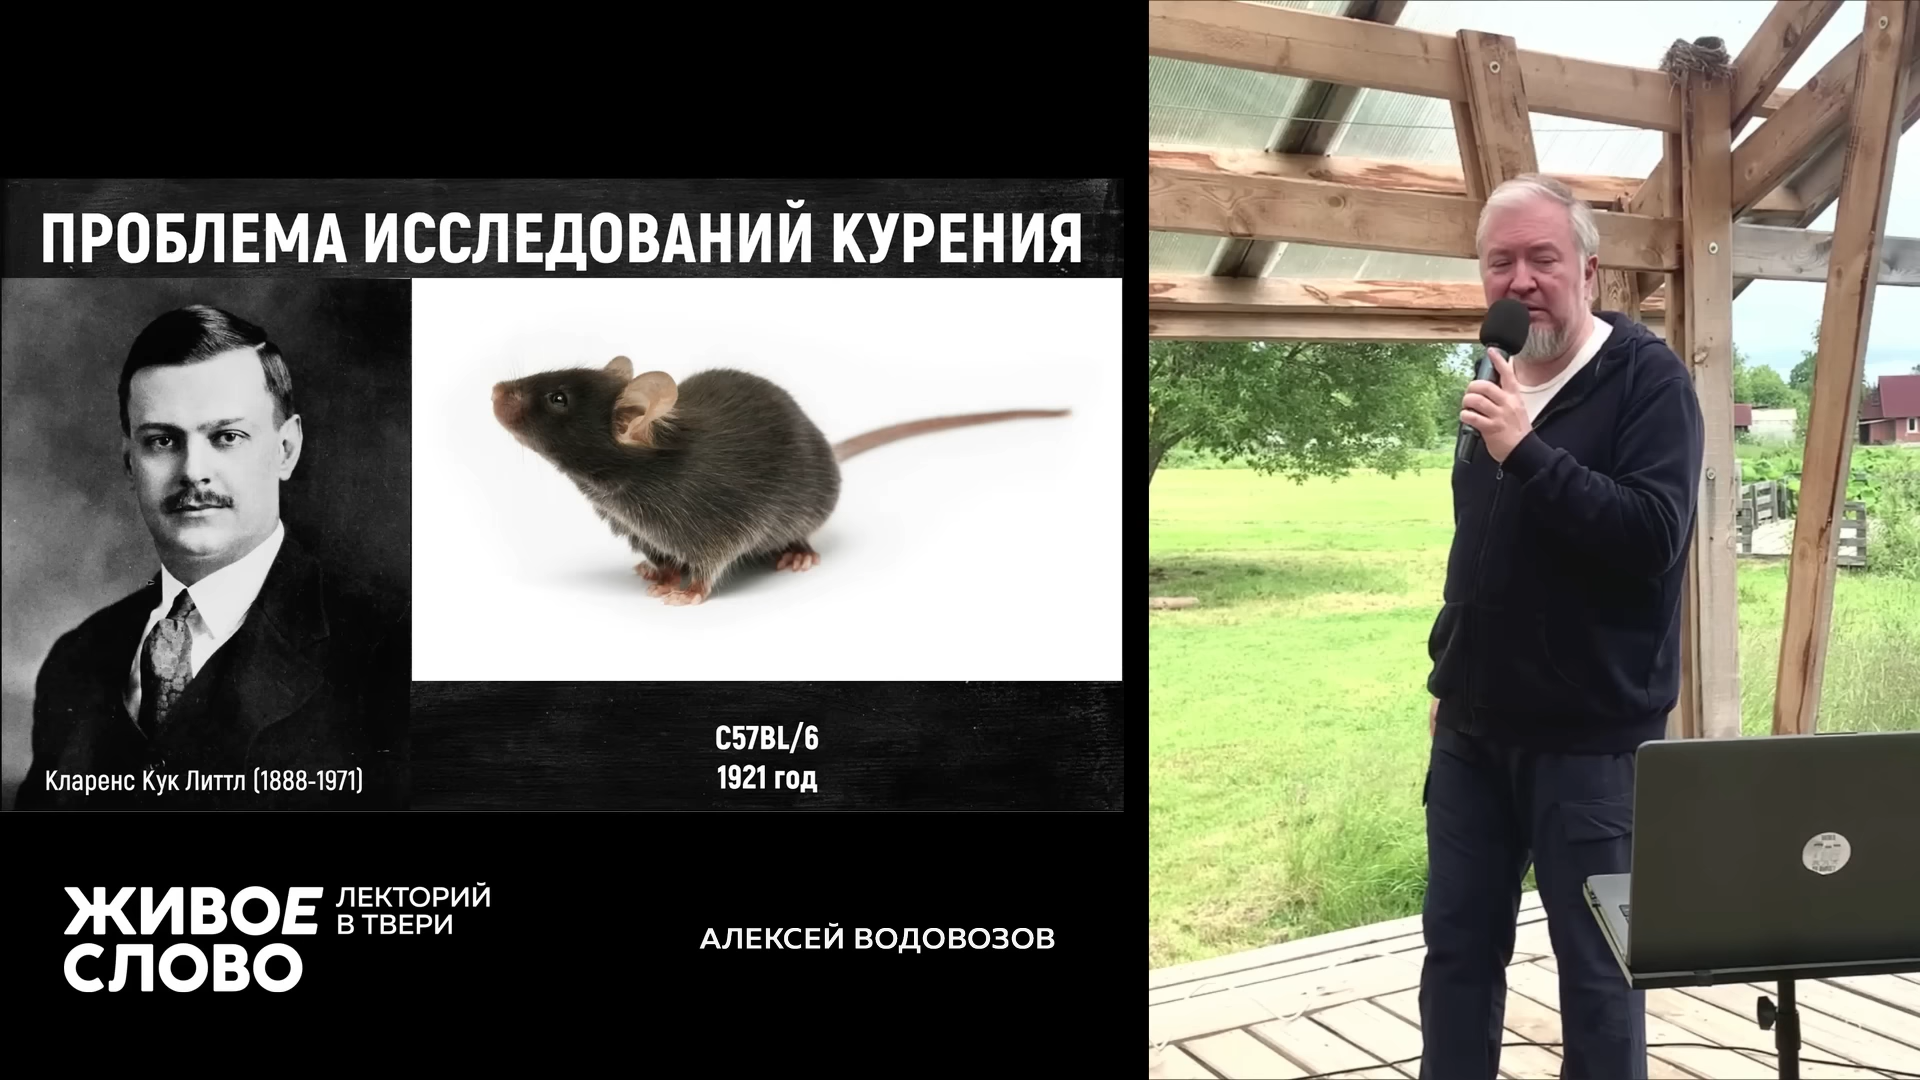 ПРОБЛЕМА ИССЛЕДОВАНИЙ КУРЕНИЯ
Кларенс Кук Литтл (1888-1971)
C57BL/6
1921 год
ЖИВОЕ
СЛОВО
ЛЕКТОРИЙ
В ТВЕРИ
АЛЕКСЕЙ ВОДОВОЗОВ